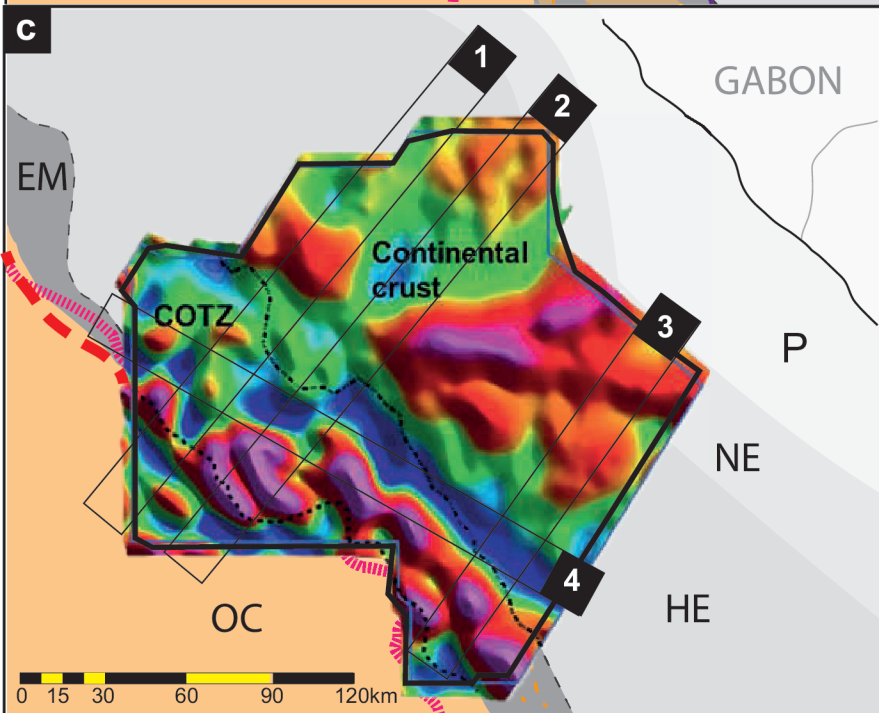 c
1
2
GABON
EM
Continental
crust
COTZ
3
P
NE
4
OC
HE
0 15 30 60 90 120km